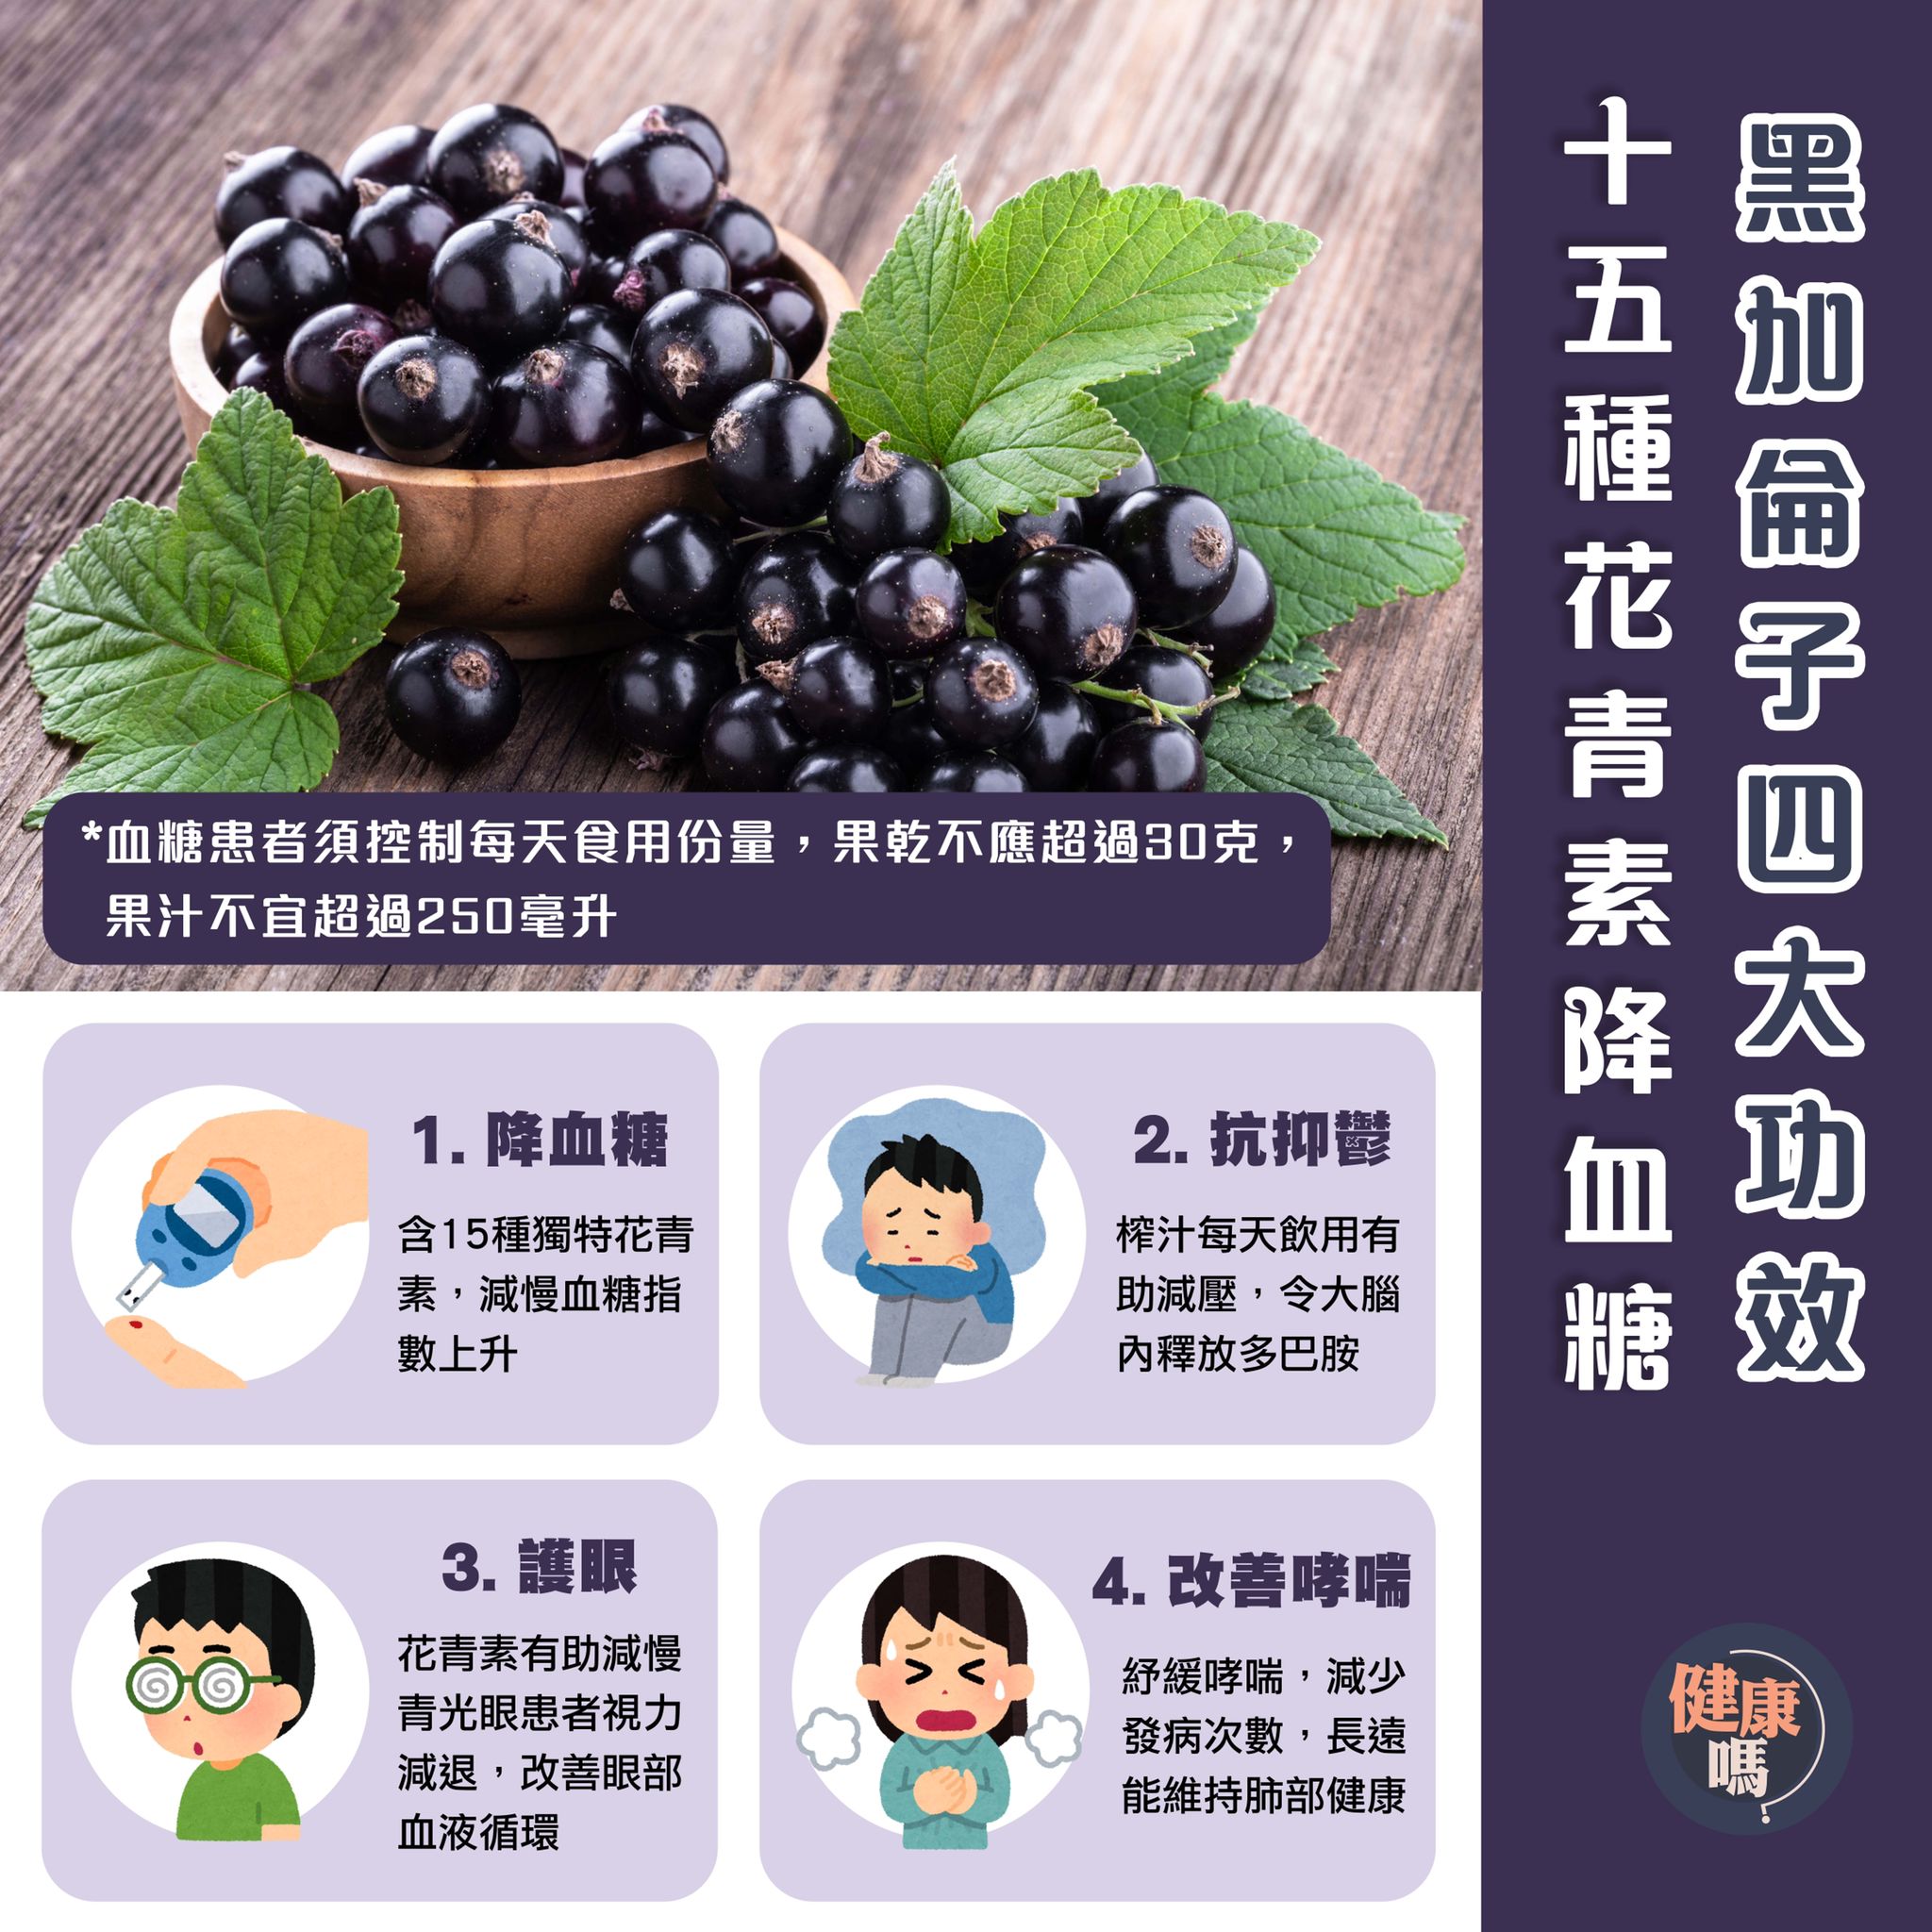 黑加侖子四大功效
十五種花青素降血糖
*血糖患者須控制每天食用份量，果乾不應超過30克，
果汁不宜超過250毫升
1. 降血糖
含15種獨特花青
素，減慢血糖指
數上升
2. 抗抑鬱
榨汁每天飲用有
助減壓，令大腦
內釋放多巴胺
3. 護眼
花青素有助減慢
青光眼患者視力
減退，改善眼部
血液循環
4. 改善哮喘
紓緩哮喘，減少
發病次數，長遠
能維持肺部健康
健康
嗎?